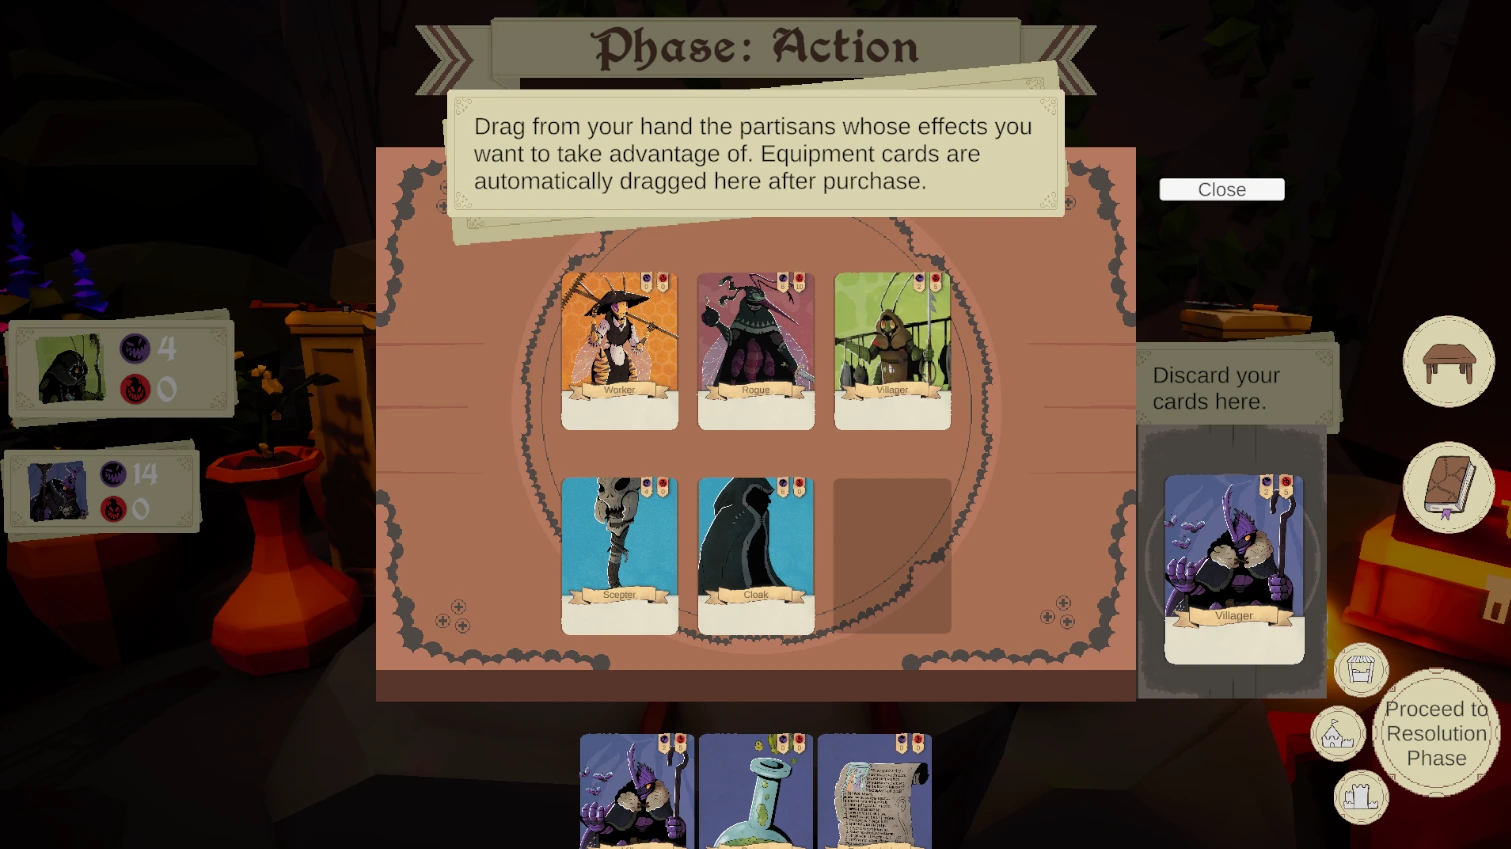 Phase: Action
Drag from your hand the partisans whose effects you
want to take advantage of. Equipment cards are
automatically dragged here after purchase.
Close
4
0
14
0
Worker
Rogue
Villager
Scepter
Cloak
Discard your
cards here.
Villager
Proceed to
Resolution
Phase